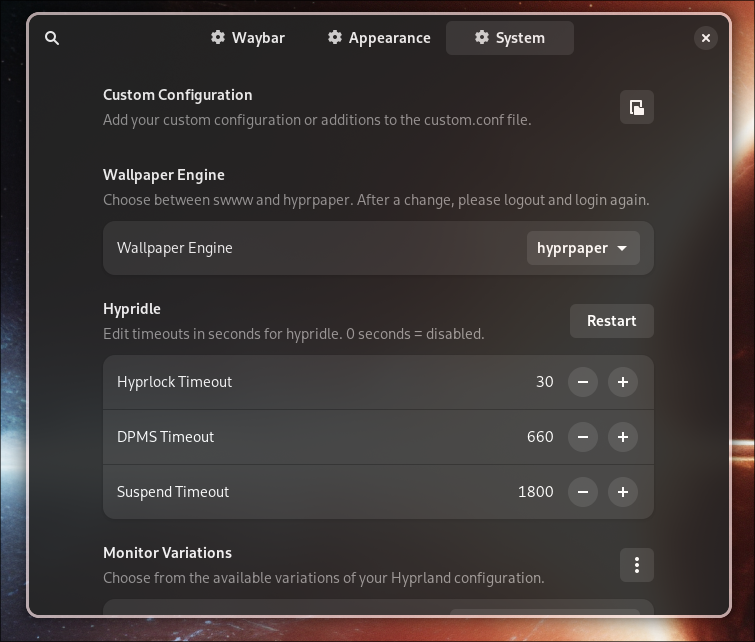 Waybar
Appearance
System
Custom Configuration
Add your custom configuration or additions to the custom.conf file.
Wallpaper Engine
Choose between swww and hyprpaper. After a change, please logout and login again.
Wallpaper Engine
hyprpaper
Hypridle
Edit timeouts in seconds for hypridle. 0 seconds = disabled.
Restart
Hyprlock Timeout
30
DPMS Timeout
660
Suspend Timeout
1800
Monitor Variations
Choose from the available variations of your Hyprland configuration.